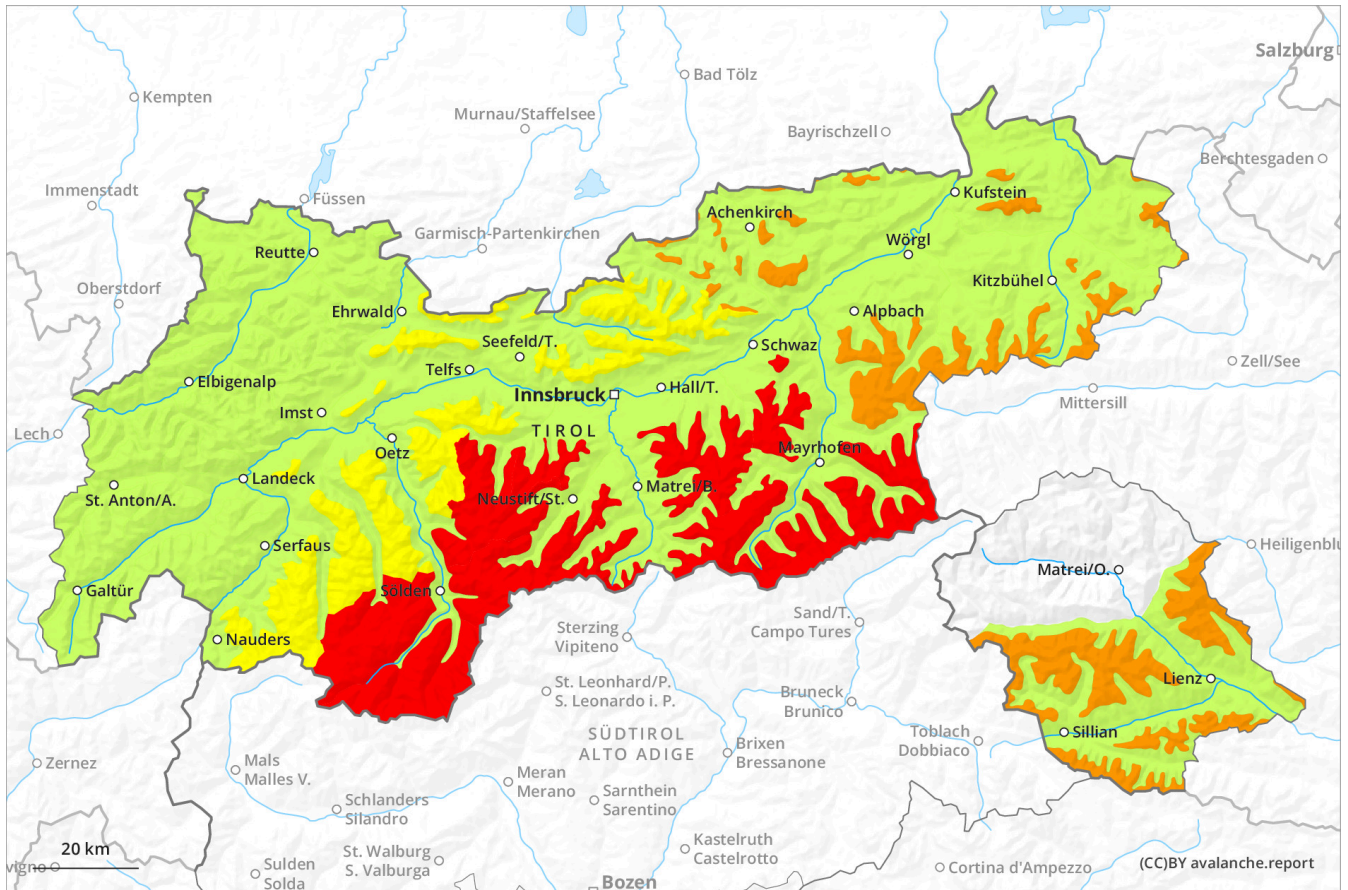 Salzburg
Kempten
Bad Tölz
Murnau/Staffelsee
Bayrischzell
Berchtesgaden
Immenstadt
Füssen
Kufstein
Achenkirch
Garmisch-Partenkirchen
Reutte
Wörgl
Oberstdorf
Kitzbühel
Ehrwald
Alpbach
Seefeld/T.
Schwaz
Zell/See
Telfs
Elbigenalp
Hall/T.
Innsbruck
Mittersill
Imst
TIROL
Lech
Oetz
Mayrhofen
Landeck
Matrei/B.
St. Anton/A.
Neustift/St.
Serfaus
Heiligenblu
Matrei/O.
Galtür
Sölden
Sand/T.
Campo Tures
Sterzing
Vipiteno
Nauders
Lienz
St. Leonhard/P.
S. Leonardo i. P.
Bruneck
Brunico
SÜDTIROL
ALTO ADIGE
Toblach
Dobbiaco
Sillian
Brixen
Bressanone
Zernez
Mals
Malles V.
Meran
Merano
Sarnthein
Sarentino
Schlanders
Silandro
Kastelruth
Castelrotto
20 km
St. Walburg
S. Valburga
vigno
Sulden
Solda
Cortina d'Ampezzo
(CC)BY avalanche.report
Bozen